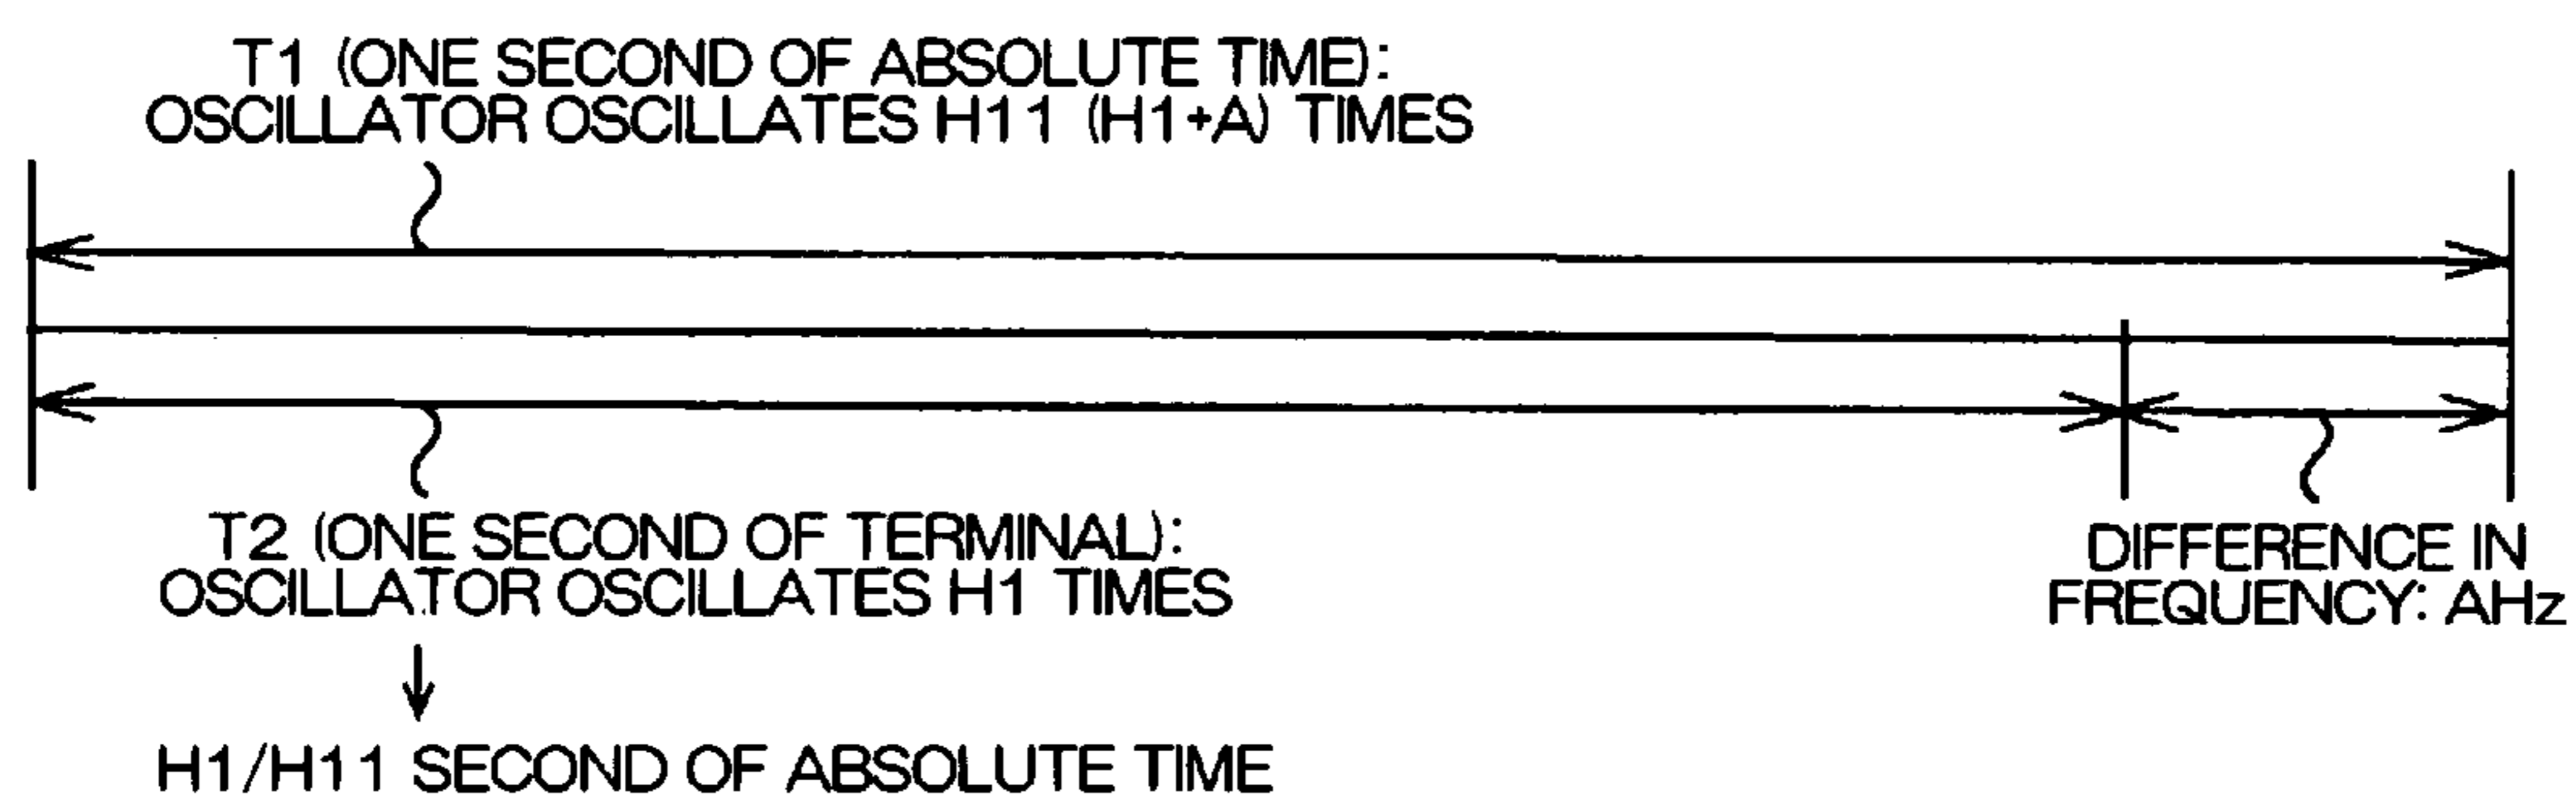 T1 (ONE SECOND OF ABSOLUTE TIME):
OSCILLATOR OSCILLATES H11 (H1+A) TIMES
T2 (ONE SECOND OF TERMINAL):
OSCILLATOR OSCILLATES H1 TIMES
DIFFERENCE IN
FREQUENCY: AHz
H1/H11 SECOND OF ABSOLUTE TIME